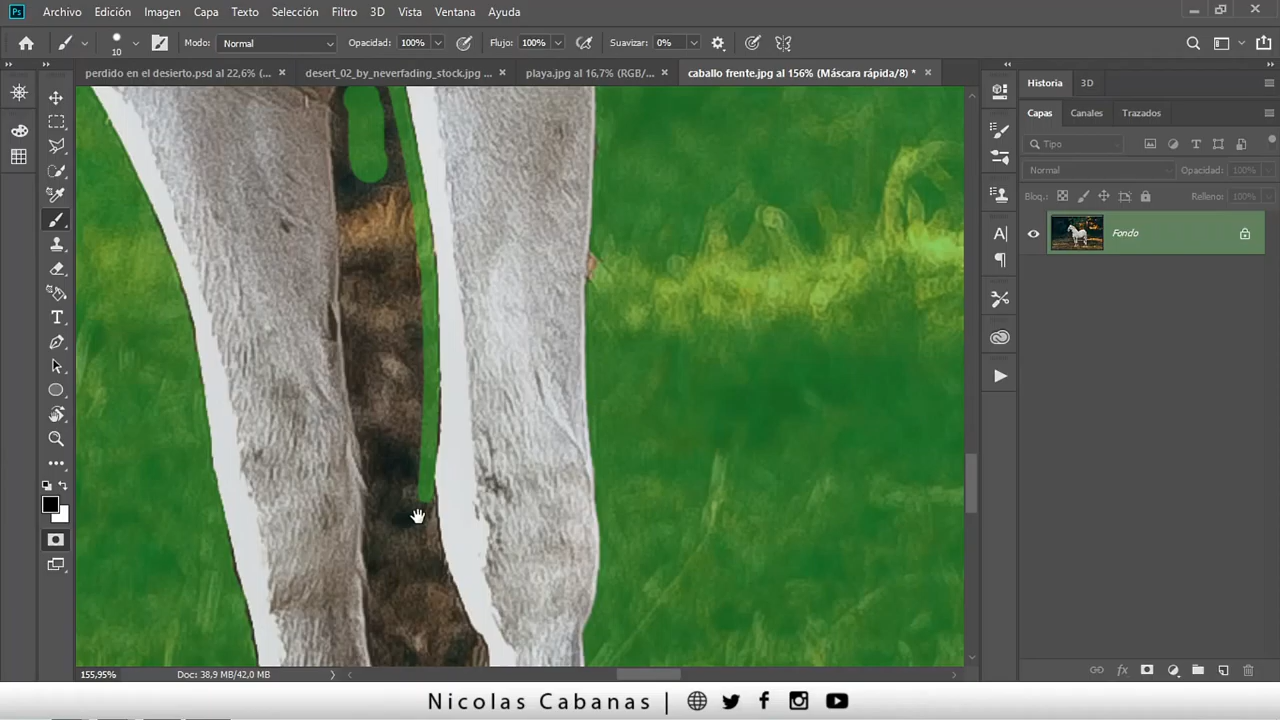 Ps Archivo Edición Imagen Capa Texto Selección Filtro 3D Vista Ventana Ayuda
10 Modo: Normal Opacidad: 100% Flujo: 100% Suavizar: 0%
perdido en el desierto.psd al 22,6% (... × desert_02_by_neverfading_stock.jpg ... × playa.jpg al 16,7% (RGB/... × caballo frente.jpg al 156% (Máscara rápida/8) * ×
Historia 3D
Capas Canales Trazados
Tipo
Normal Opacidad: 100%
Bloq.: Relleno: 100%
Fondo
155,95% Doc: 38,9 MB/42,0 MB
Nicolas Cabanas |